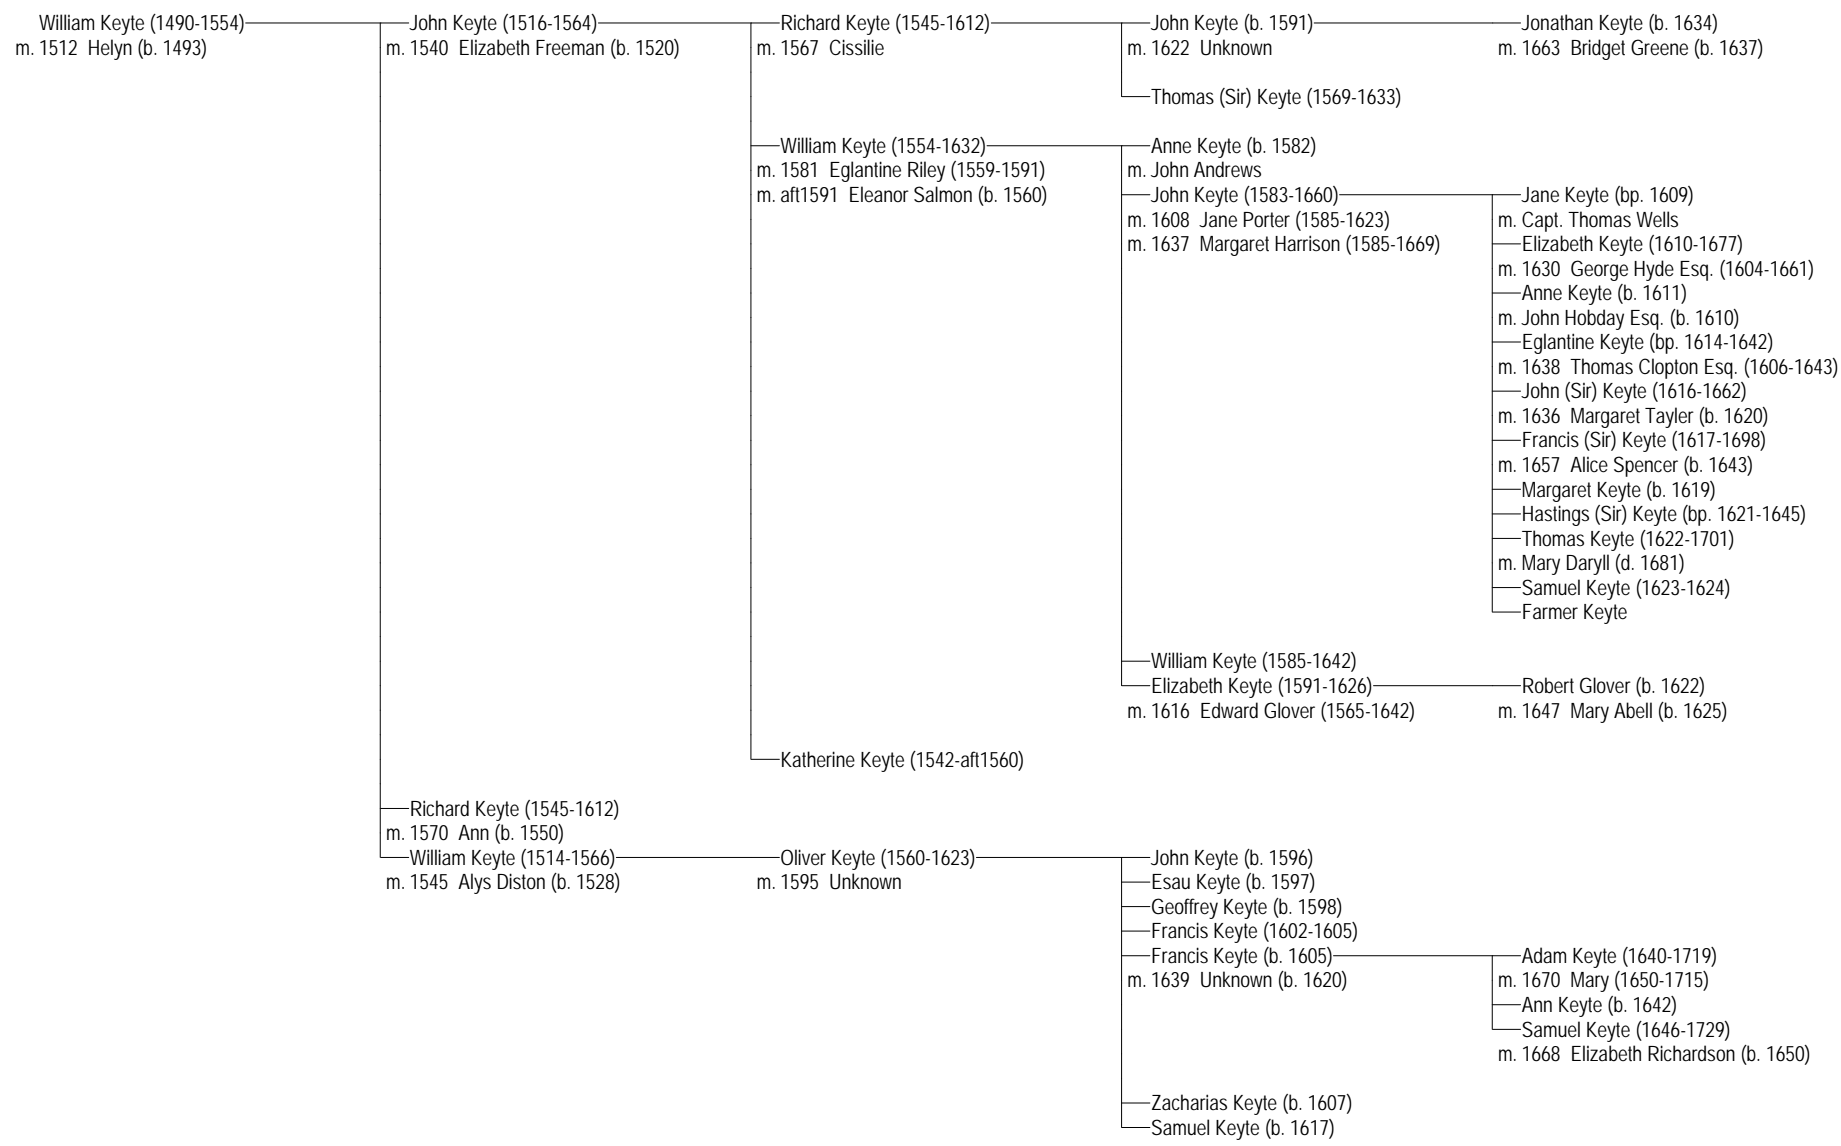 William Keyte (1490-1554)
m. 1512 Helyn (b. 1493)
John Keyte (1516-1564)
m. 1540 Elizabeth Freeman (b. 1520)
Richard Keyte (1545-1612)
m. 1567 Cissilie
John Keyte (b. 1591)
m. 1622 Unknown
Jonathan Keyte (b. 1634)
m. 1663 Bridget Greene (b. 1637)
Thomas (Sir) Keyte (1569-1633)
William Keyte (1554-1632)
m. 1581 Eglantine Riley (1559-1591)
m. aft1591 Eleanor Salmon (b. 1560)
Anne Keyte (b. 1582)
m. John Andrews
John Keyte (1583-1660)
m. 1608 Jane Porter (1585-1623)
m. 1637 Margaret Harrison (1585-1669)
Jane Keyte (bp. 1609)
m. Capt. Thomas Wells
Elizabeth Keyte (1610-1677)
m. 1630 George Hyde Esq. (1604-1661)
Anne Keyte (b. 1611)
m. John Hobday Esq. (b. 1610)
Eglantine Keyte (bp. 1614-1642)
m. 1638 Thomas Clopton Esq. (1606-1643)
John (Sir) Keyte (1616-1662)
m. 1636 Margaret Tayler (b. 1620)
Francis (Sir) Keyte (1617-1698)
m. 1657 Alice Spencer (b. 1643)
Margaret Keyte (b. 1619)
Hastings (Sir) Keyte (bp. 1621-1645)
Thomas Keyte (1622-1701)
m. Mary Daryll (d. 1681)
Samuel Keyte (1623-1624)
Farmer Keyte
William Keyte (1585-1642)
Elizabeth Keyte (1591-1626)
m. 1616 Edward Glover (1565-1642)
Robert Glover (b. 1622)
m. 1647 Mary Abell (b. 1625)
Katherine Keyte (1542-aft1560)
Richard Keyte (1545-1612)
m. 1570 Ann (b. 1550)
William Keyte (1514-1566)
m. 1545 Alys Diston (b. 1528)
Oliver Keyte (1560-1623)
m. 1595 Unknown
John Keyte (b. 1596)
Esau Keyte (b. 1597)
Geoffrey Keyte (b. 1598)
Francis Keyte (1602-1605)
Francis Keyte (b. 1605)
m. 1639 Unknown (b. 1620)
Adam Keyte (1640-1719)
m. 1670 Mary (1650-1715)
Ann Keyte (b. 1642)
Samuel Keyte (1646-1729)
m. 1668 Elizabeth Richardson (b. 1650)
Zacharias Keyte (b. 1607)
Samuel Keyte (b. 1617)